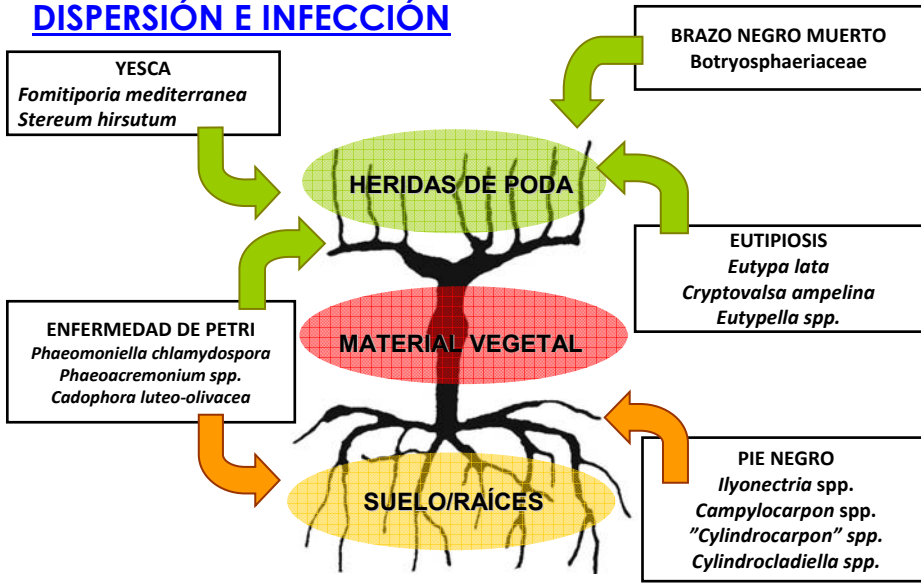 DISPERSIÓN E INFECCIÓN
YESCA
Fomitiporia mediterranea
Stereum hirsutum
BRAZO NEGRO MUERTO
Botryosphaeriaceae
HERIDAS DE PODA
EUTIPIOSIS
Eutypa lata
Cryptovalsa ampelina
Eutypella spp.
ENFERMEDAD DE PETRI
Phaeomoniella chlamydospora
Phaeoacremonium spp.
Cadophora luteo-olivacea
MATERIAL VEGETAL
SUELO/RAÍCES
PIE NEGRO
Ilyonectria spp.
Campylocarpon spp.
”Cylindrocarpon” spp.
Cylindrocladiella spp.